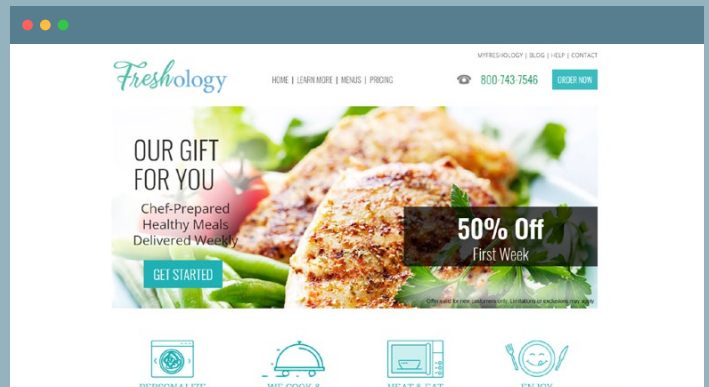 MYFRESHOLOGY | BLOG | HELP | CONTACT
Freshology
HOME | LEARN MORE | MENUS | PRICING
800-743-7546
ORDER NOW
OUR GIFT
FOR YOU
Chef-Prepared
Healthy Meals
Delivered Weekly
GET STARTED
50% Off
First Week
Offer valid for new customers only. Limitations or exclusions may apply.
PERSONALIZE
WE COOK &
HEAT & EAT
ENJOY